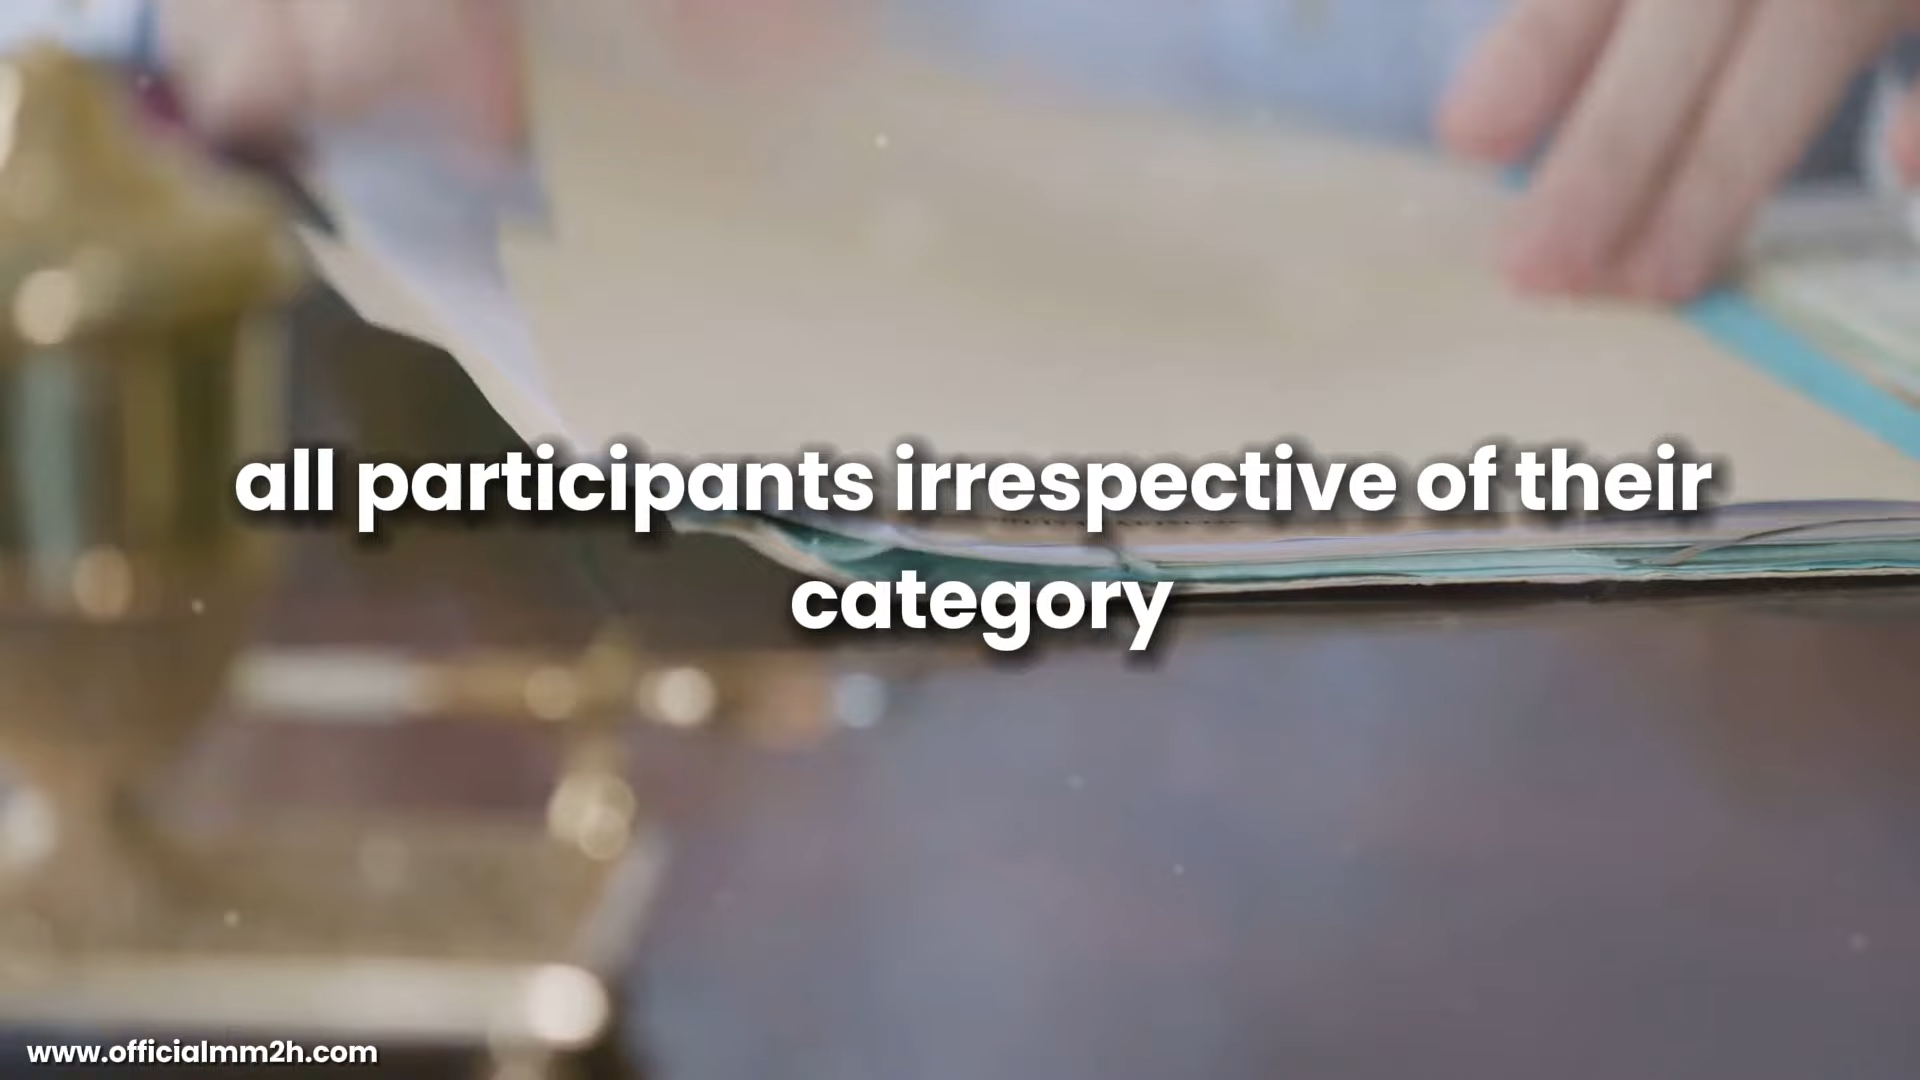 all participants irrespective of their
category
www.officialmm2h.com